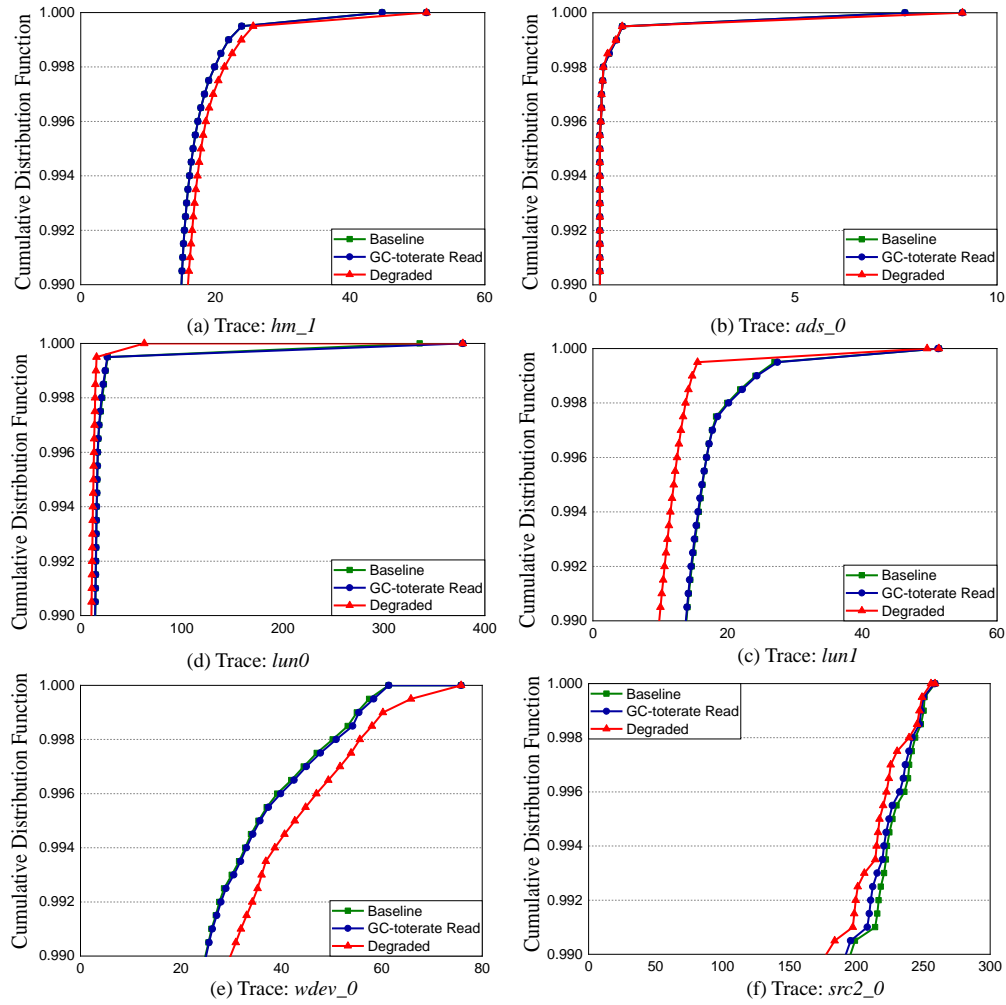 Cumulative Distribution Function
1.000
0.998
0.996
0.994
0.992
0.990
0
20
40
60
Baseline
GC-toterate Read
Degraded
(a) Trace: hm_1
Cumulative Distribution Function
1.000
0.998
0.996
0.994
0.992
0.990
0
5
10
Baseline
GC-toterate Read
Degraded
(b) Trace: ads_0
Cumulative Distribution Function
1.000
0.998
0.996
0.994
0.992
0.990
0
100
200
300
400
Baseline
GC-toterate Read
Degraded
(d) Trace: lun0
Cumulative Distribution Function
1.000
0.998
0.996
0.994
0.992
0.990
0
20
40
60
Baseline
GC-toterate Read
Degraded
(c) Trace: lun1
Cumulative Distribution Function
1.000
0.998
0.996
0.994
0.992
0.990
0
20
40
60
80
Baseline
GC-toterate Read
Degraded
(e) Trace: wdev_0
Cumulative Distribution Function
1.000
0.998
0.996
0.994
0.992
0.990
0
50
100
150
200
250
300
Baseline
GC-toterate Read
Degraded
(f) Trace: src2_0